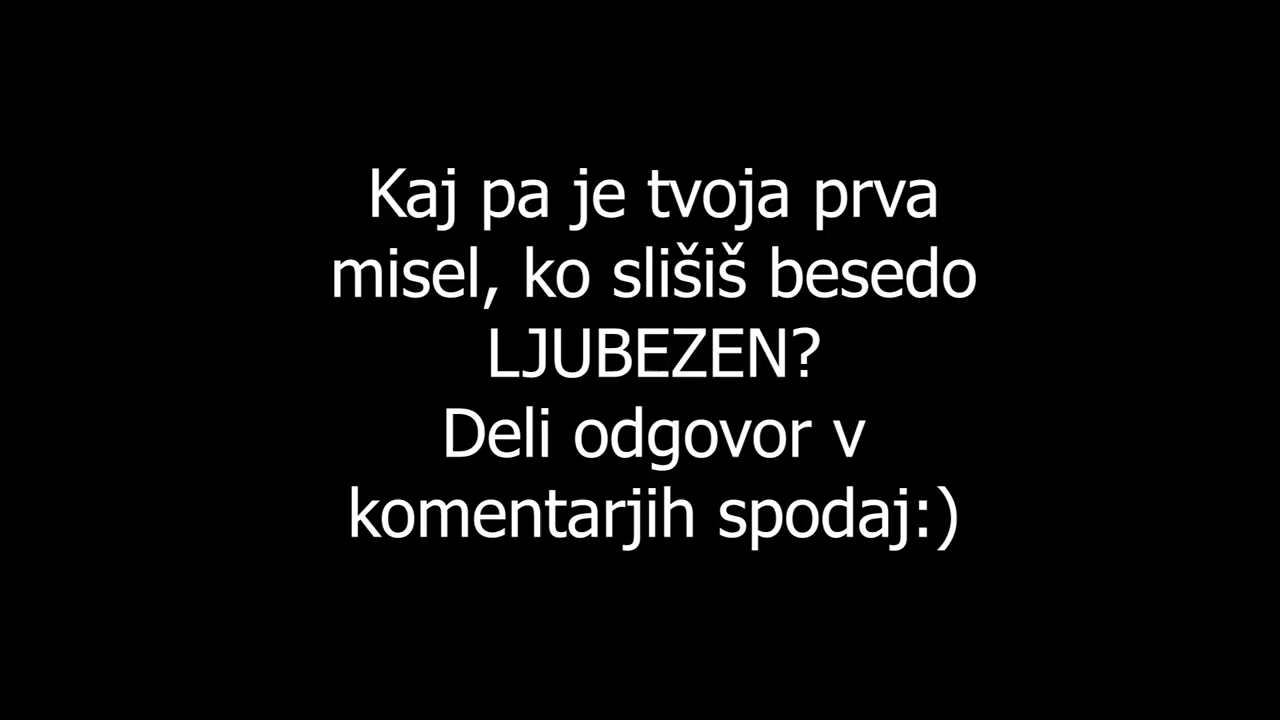 Kaj pa je tvoja prva
misel, ko slišiš besedo
LJUBEZEN?
Deli odgovor v
komentarjih spodaj:)